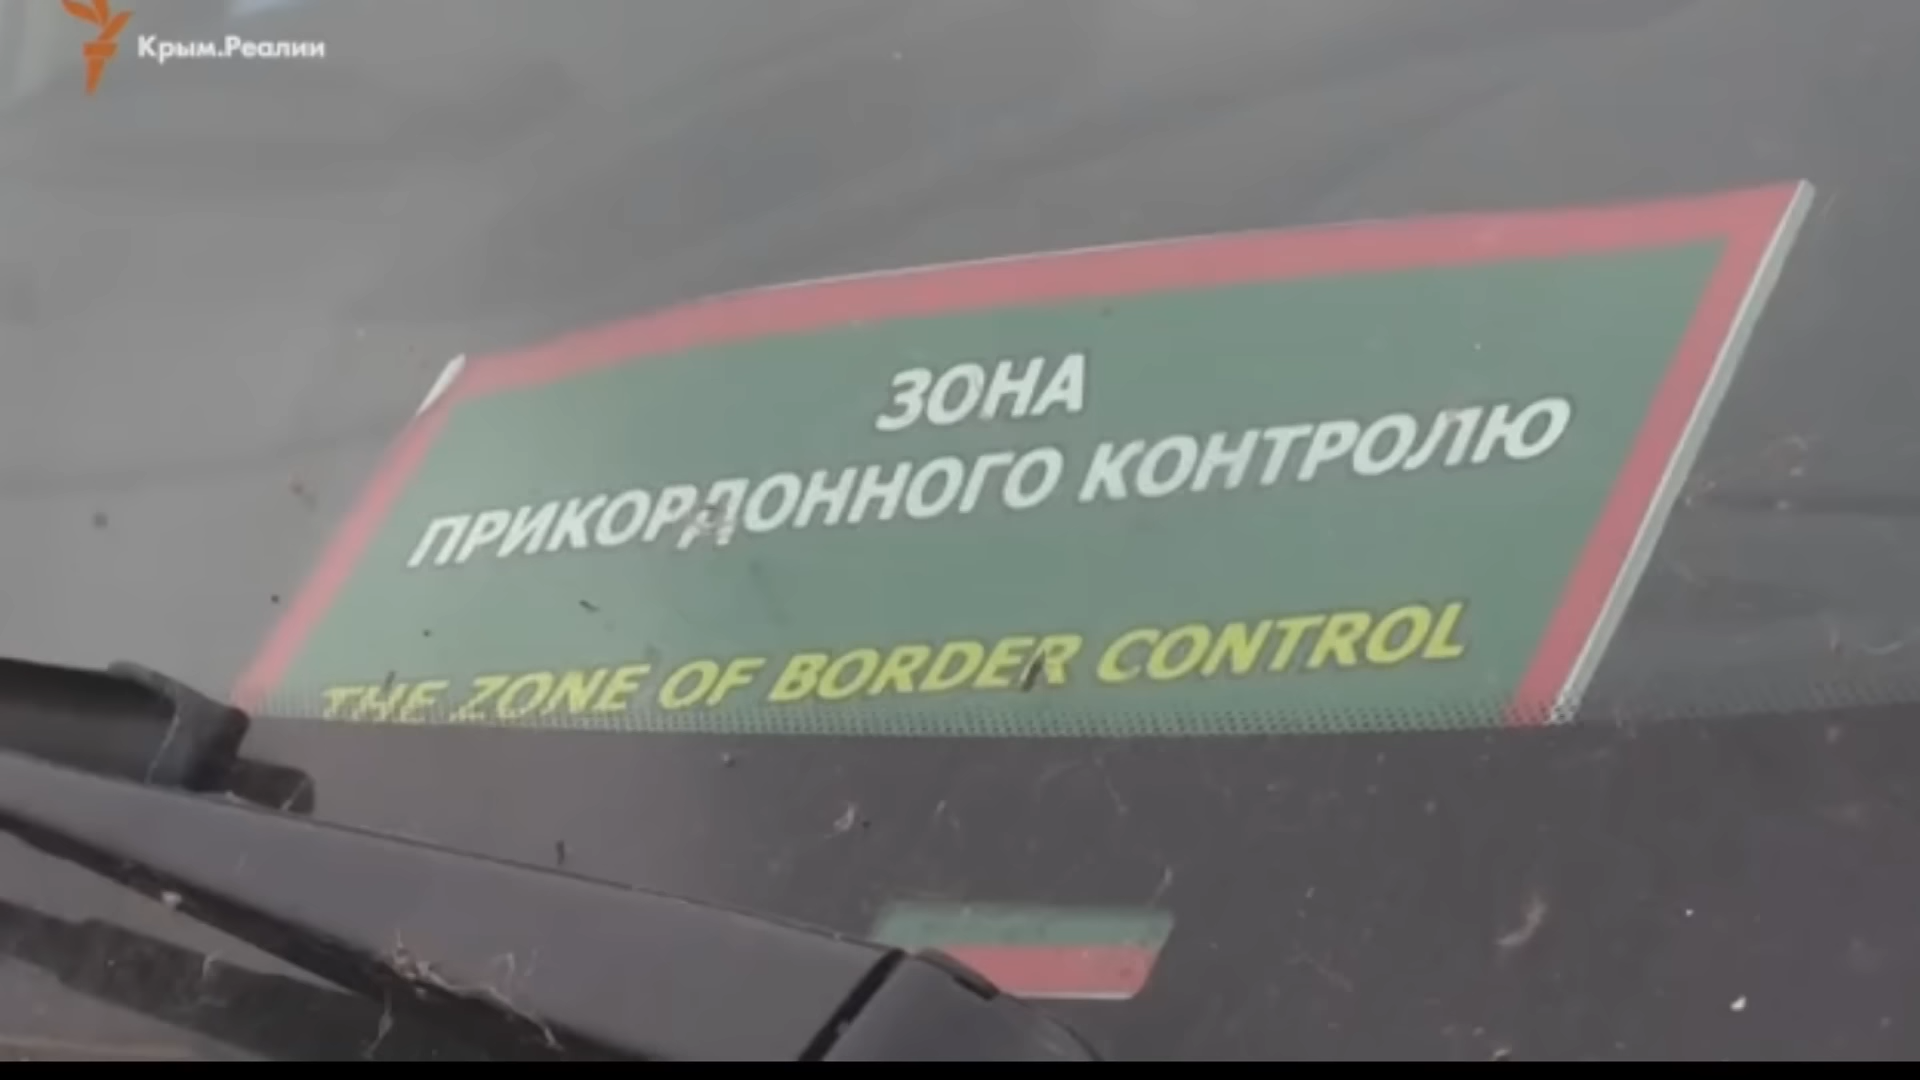 Крым.Реалии
ЗОНА
ПРИКОРДОННОГО КОНТРОЛЮ
THE ZONE OF BORDER CONTROL